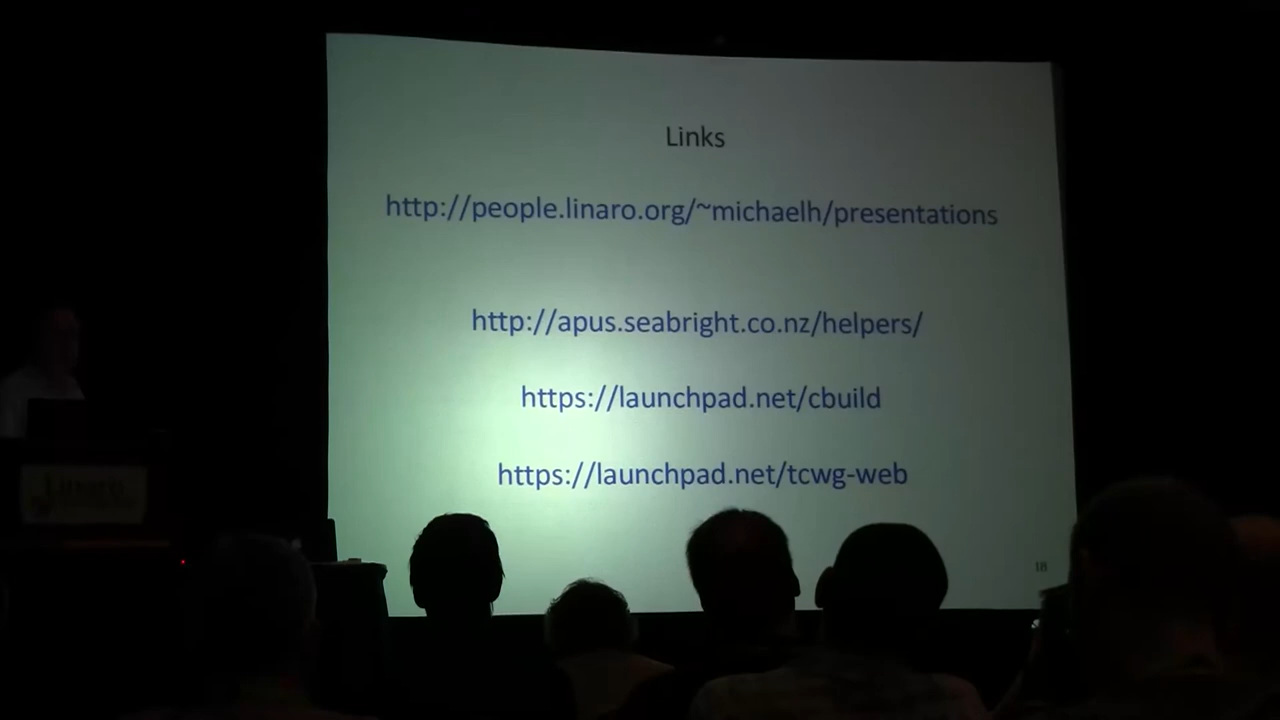 Links
http://people.linaro.org/~michaelh/presentations
http://apus.seabright.co.nz/helpers/
https://launchpad.net/cbuild
https://launchpad.net/tcwg-web
18
Linaro